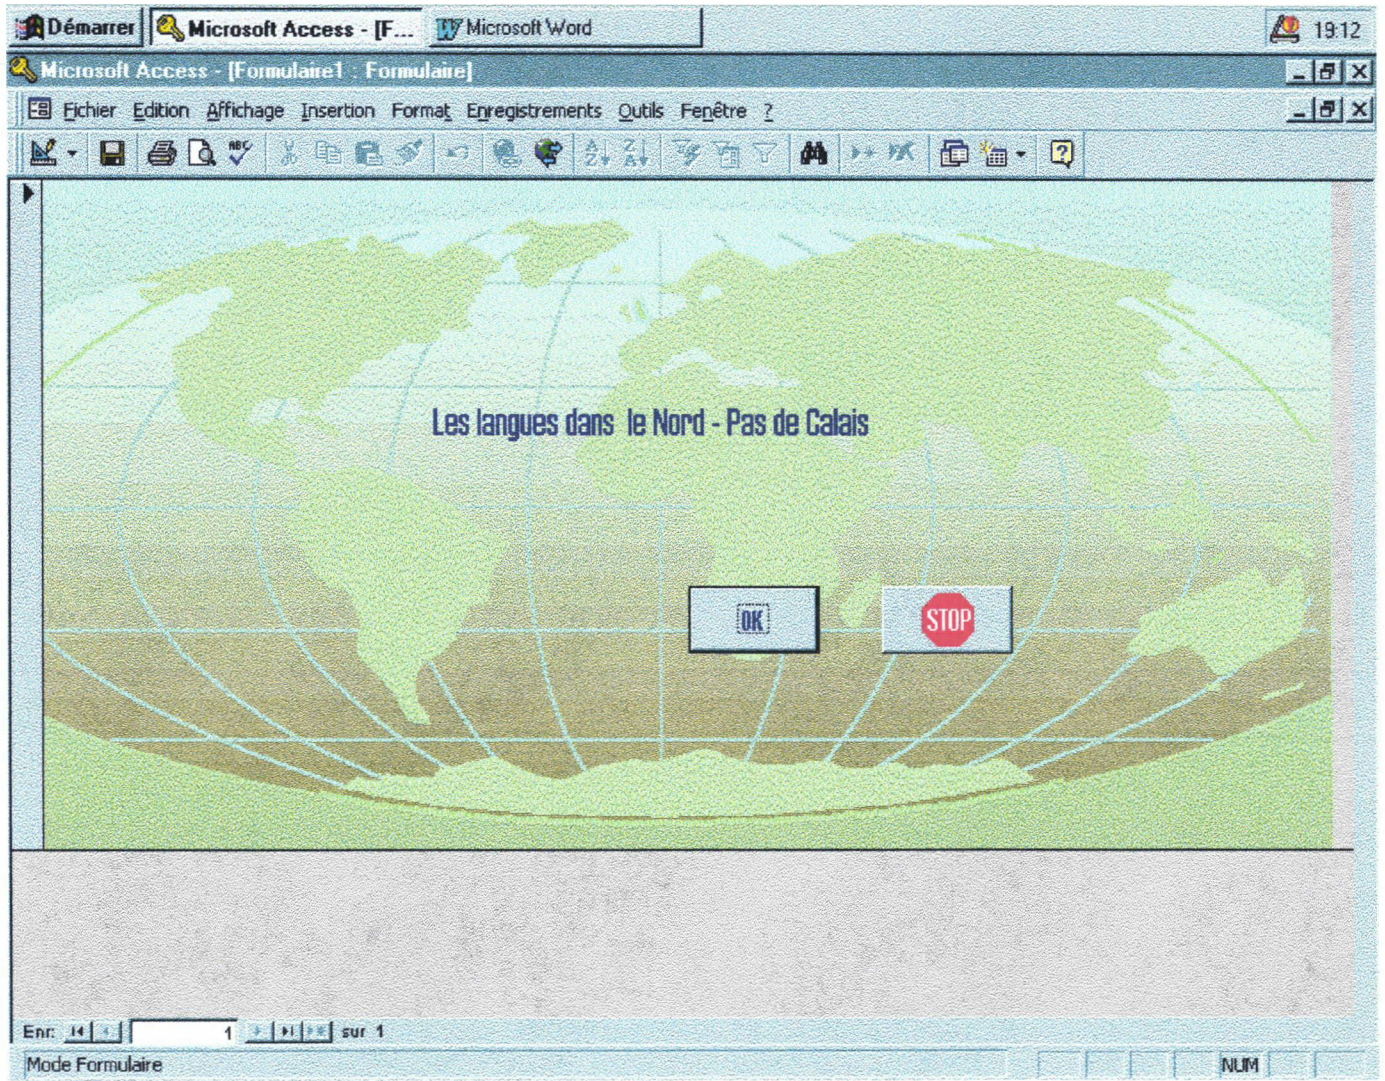 Démarrer Microsoft Access - [F... Microsoft Word 19:12
Microsoft Access - [Formulaire1 : Formulaire]
Fichier Edition Affichage Insertion Format Enregistrements Outils Fenêtre ?
ABC
Les langues dans le Nord - Pas de Calais
OK STOP
Enr: 1 sur 1
Mode Formulaire NUM